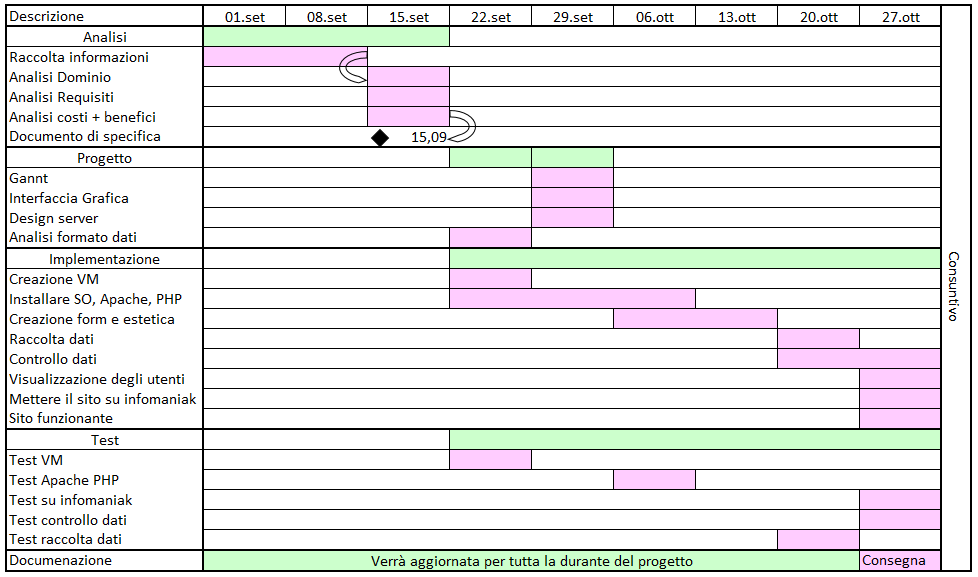 Descrizione 01.set 08.set 15.set 22.set 29.set 06.ott 13.ott 20.ott 27.ott
Analisi
Raccolta informazioni
Analisi Dominio
Analisi Requisiti
Analisi costi + benefici
Documento di specifica 15,09
Progetto
Gannt
Interfaccia Grafica
Design server
Analisi formato dati
Implementazione
Creazione VM
Installare SO, Apache, PHP
Creazione form e estetica
Raccolta dati
Controllo dati
Visualizzazione degli utenti
Mettere il sito su infomaniak
Sito funzionante
Test
Test VM
Test Apache PHP
Test su infomaniak
Test controllo dati
Test raccolta dati
Documenazione Verrà aggiornata per tutta la durante del progetto Consegna
Consuntivo